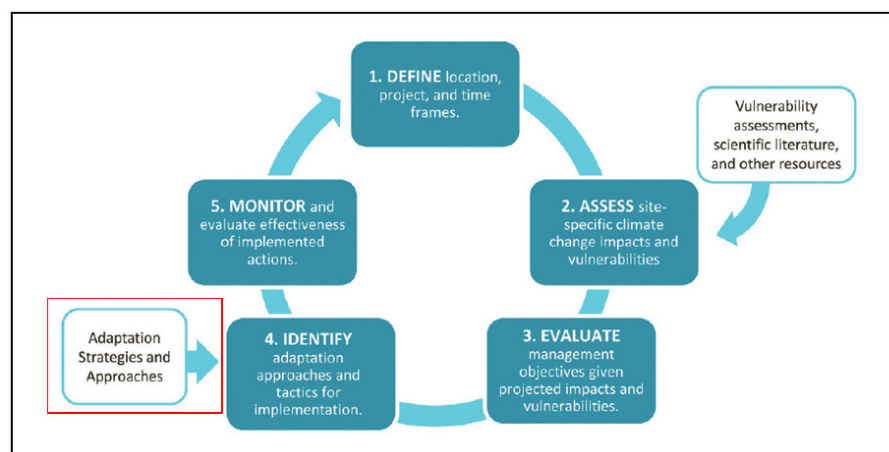 1. DEFINE location,
project, and time
frames.
Vulnerability
assessments,
scientific literature,
and other resources
2. ASSESS site-
specific climate
change impacts and
vulnerabilities
3. EVALUATE
management
objectives given
projected impacts and
vulnerabilities.
4. IDENTIFY
adaptation
approaches and
tactics for
implementation.
Adaptation
Strategies and
Approaches
5. MONITOR and
evaluate effectiveness
of implemented
actions.